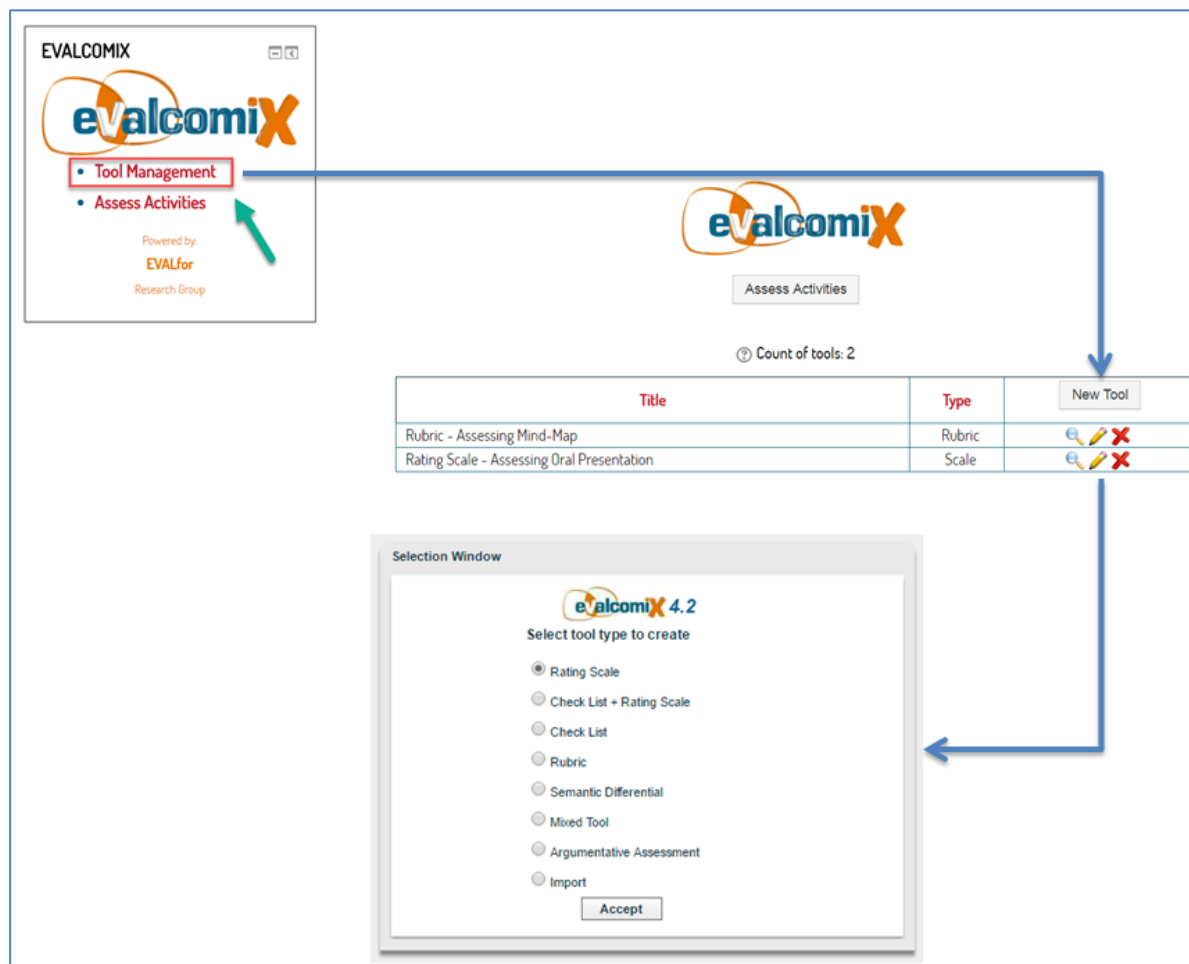 EVALCOMIX
evalcomix
• Tool Management
• Assess Activities
Powered by:
EVALfor
Research Group
evalcomix
Assess Activities
Count of tools: 2
Title Type New Tool
Rubric - Assessing Mind-Map Rubric
Rating Scale - Assessing Oral Presentation Scale
Selection Window
evalcomix 4.2
Select tool type to create
Rating Scale
Check List + Rating Scale
Check List
Rubric
Semantic Differential
Mixed Tool
Argumentative Assessment
Import
Accept